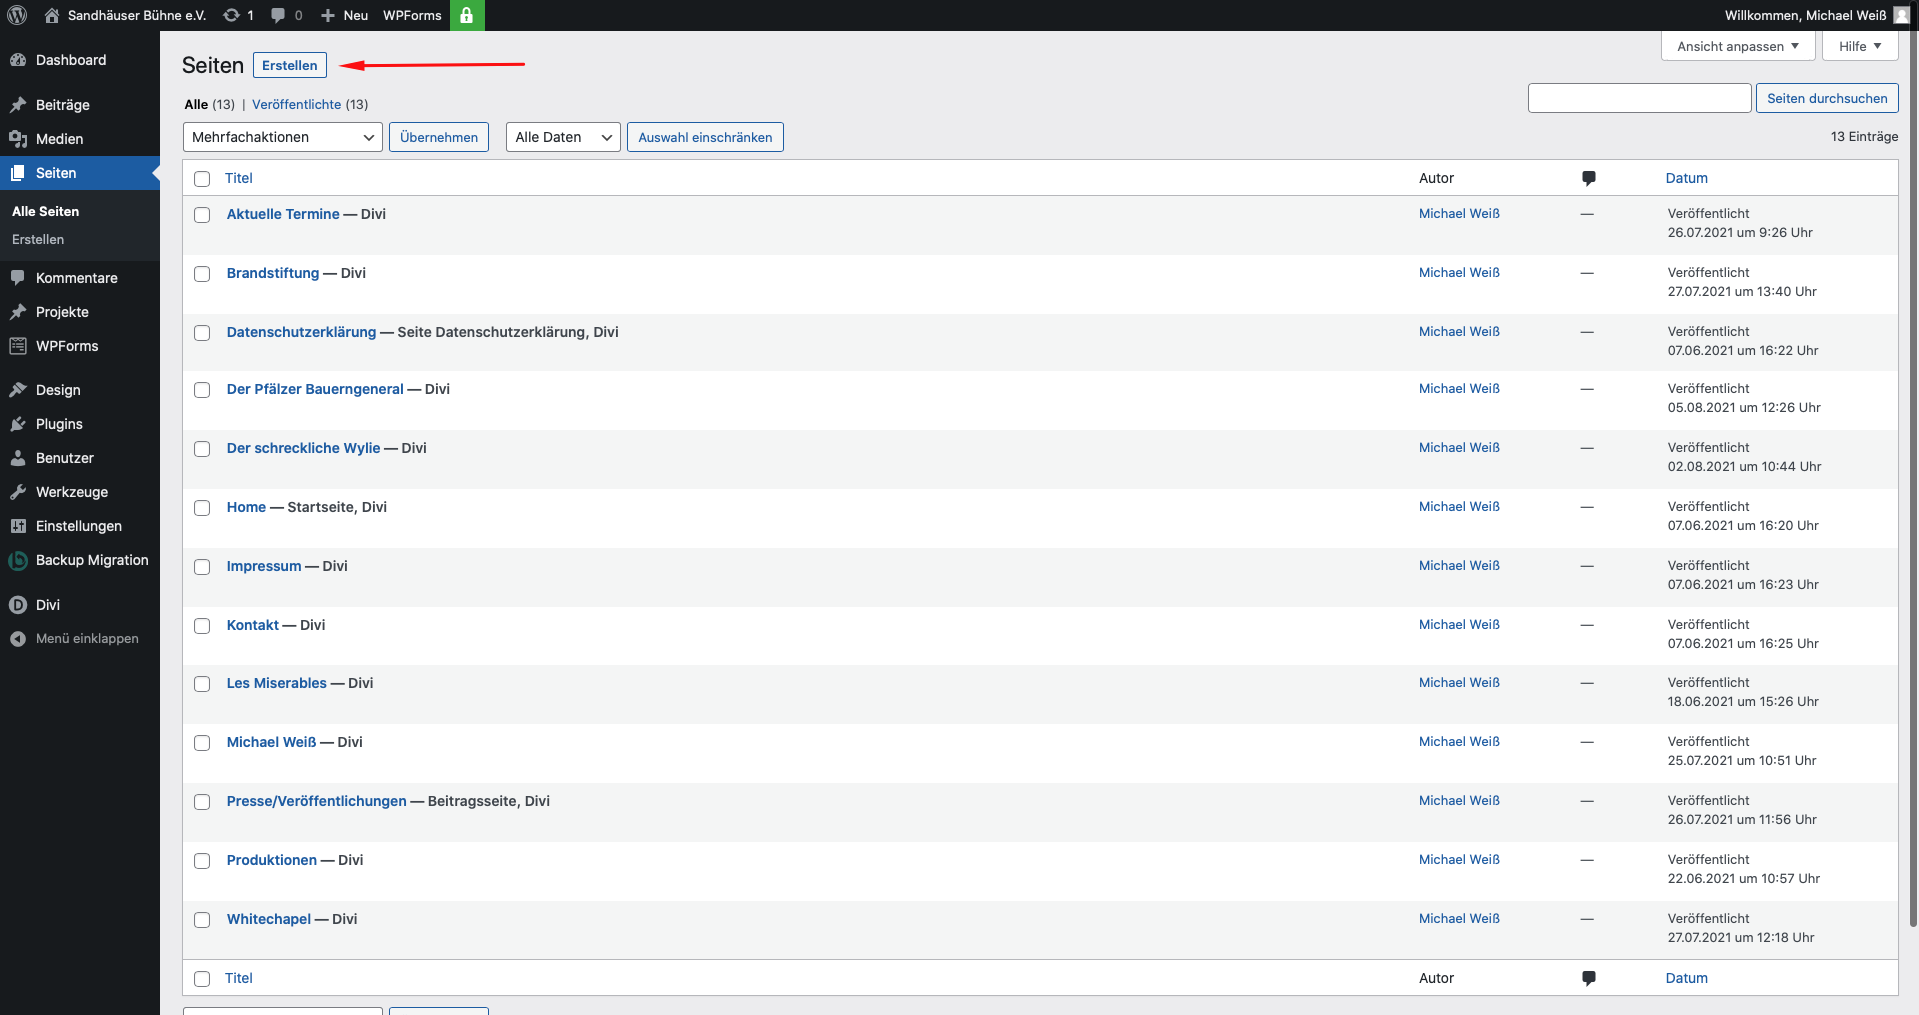 Sandhäuser Bühne e.V. 1 0 Neu WPForms Willkommen, Michael Weiß
Ansicht anpassen Hilfe
Dashboard
Beiträge
Medien
Seiten
Alle Seiten
Erstellen
Kommentare
Projekte
WPForms
Design
Plugins
Benutzer
Werkzeuge
Einstellungen
Backup Migration
Divi
Menü einklappen
Seiten Erstellen
Alle (13) | Veröffentlichte (13)
Seiten durchsuchen
Mehrfachaktionen Übernehmen Alle Daten Auswahl einschränken 13 Einträge
Titel Autor Datum
Aktuelle Termine — Divi Michael Weiß — Veröffentlicht
26.07.2021 um 9:26 Uhr
Brandstiftung — Divi Michael Weiß — Veröffentlicht
27.07.2021 um 13:40 Uhr
Datenschutzerklärung — Seite Datenschutzerklärung, Divi Michael Weiß — Veröffentlicht
07.06.2021 um 16:22 Uhr
Der Pfälzer Bauerngeneral — Divi Michael Weiß — Veröffentlicht
05.08.2021 um 12:26 Uhr
Der schreckliche Wylie — Divi Michael Weiß — Veröffentlicht
02.08.2021 um 10:44 Uhr
Home — Startseite, Divi Michael Weiß — Veröffentlicht
07.06.2021 um 16:20 Uhr
Impressum — Divi Michael Weiß — Veröffentlicht
07.06.2021 um 16:23 Uhr
Kontakt — Divi Michael Weiß — Veröffentlicht
07.06.2021 um 16:25 Uhr
Les Miserables — Divi Michael Weiß — Veröffentlicht
18.06.2021 um 15:26 Uhr
Michael Weiß — Divi Michael Weiß — Veröffentlicht
25.07.2021 um 10:51 Uhr
Presse/Veröffentlichungen — Beitragsseite, Divi Michael Weiß — Veröffentlicht
26.07.2021 um 11:56 Uhr
Produktionen — Divi Michael Weiß — Veröffentlicht
22.06.2021 um 10:57 Uhr
Whitechapel — Divi Michael Weiß — Veröffentlicht
27.07.2021 um 12:18 Uhr
Titel Autor Datum